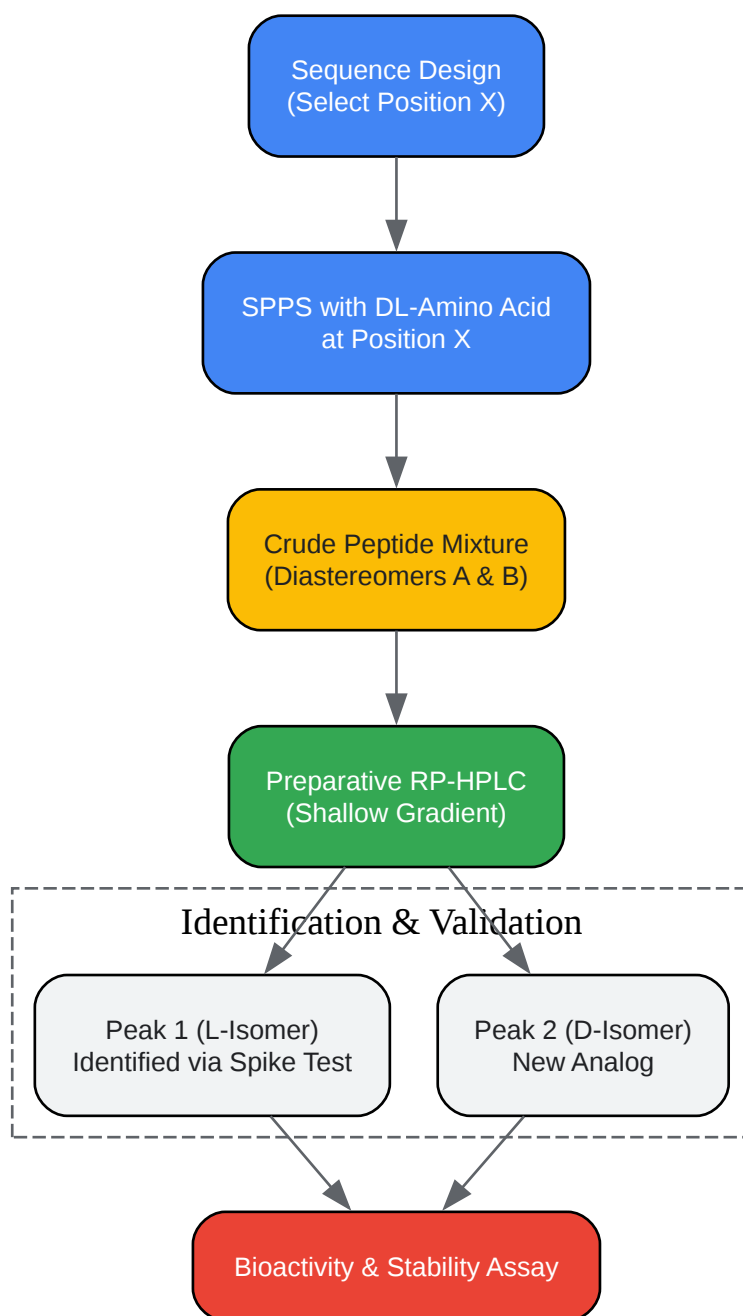 Sequence Design
(Select Position X)
SPPS with DL-Amino Acid
at Position X
Crude Peptide Mixture
(Diastereomers A & B)
Preparative RP-HPLC
(Shallow Gradient)
Identification & Validation
Peak 1 (L-Isomer)
Identified via Spike Test
Peak 2 (D-Isomer)
New Analog
Bioactivity & Stability Assay